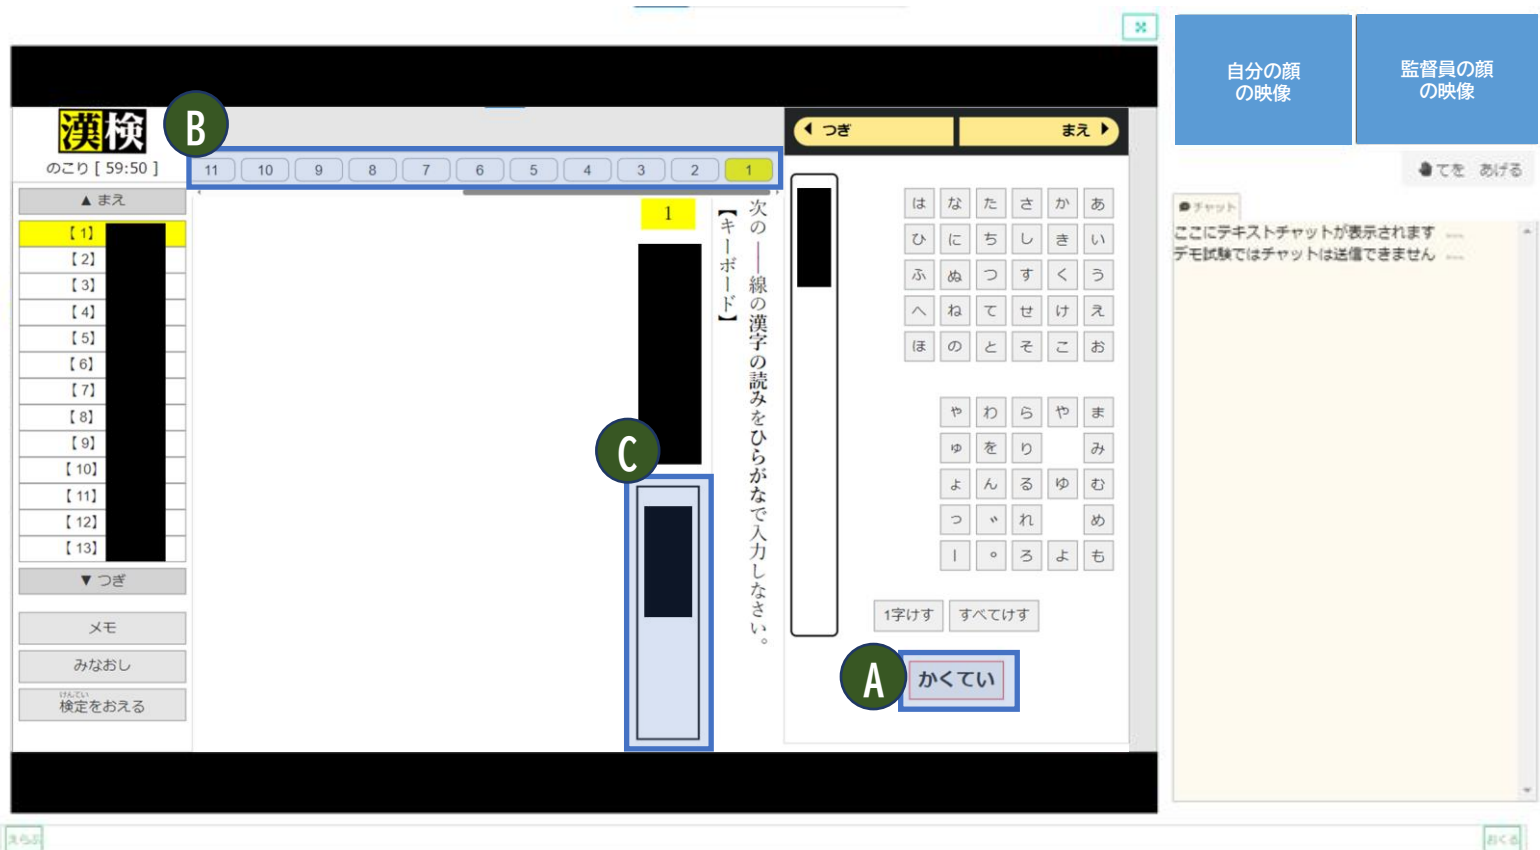 自分の顔
の映像
監督員の顔
の映像
漢検
のこり [ 59:50 ]
B
11 10 9 8 7 6 5 4 3 2 1
◀ つぎ
まえ ▶
てを あげる
▲ まえ
【 1】
【 2】
【 3】
【 4】
【 5】
【 6】
【 7】
【 8】
【 9】
【 10】
【 11】
【 12】
【 13】
▼ つぎ
メモ
みなおし
けんてい
検定をおえる
次の――線の漢字の読みをひらがなで入力しなさい。
【キーボード】
1
C
は な た さ か あ
ひ に ち し き い
ふ ぬ つ す く う
へ ね て せ け え
ほ の と そ こ お
ゃ わ ら や ま
ゅ を り み
ょ ん る ゆ む
っ ゛ れ め
ー ゜ ろ よ も
1字けす すべてけす
A
かくてい
チャット
ここにテキストチャットが表示されます
デモ試験ではチャットは送信できません
えらぶ
おくる